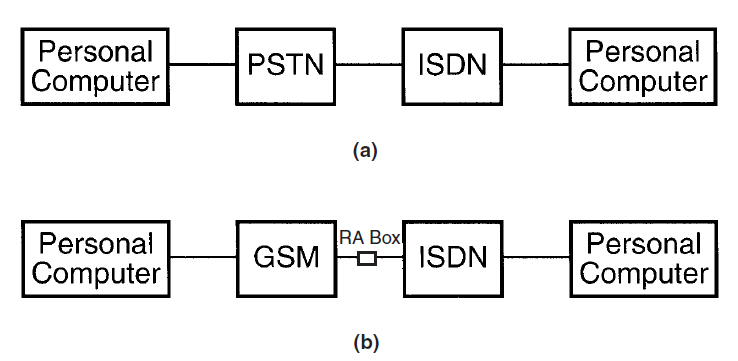 Personal Computer
PSTN
ISDN
Personal Computer
(a)
Personal Computer
GSM
RA Box
ISDN
Personal Computer
(b)